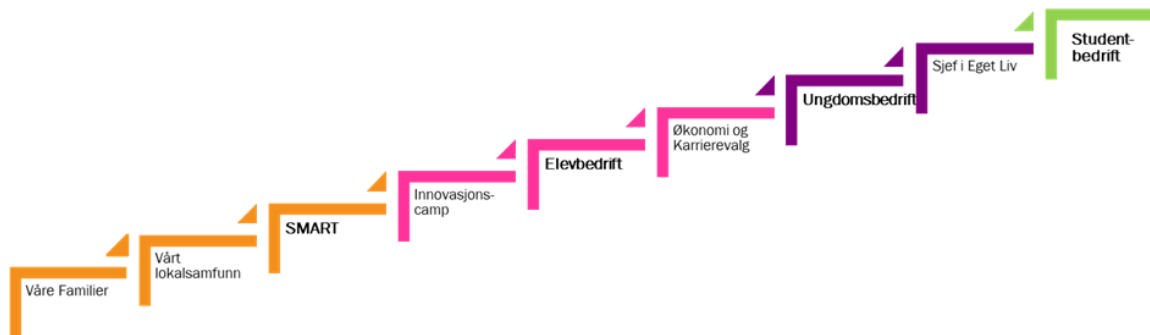 Våre Familier
Vårt
lokalsamfunn
SMART
Innovasjons-
camp
Elevbedrift
Økonomi og
Karrierevalg
Ungdomsbedrift
Sjef i Eget Liv
Student-
bedrift